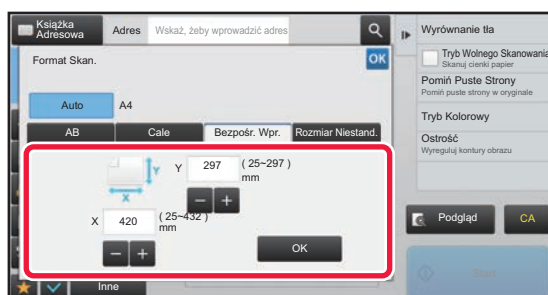 Książka
Adresowa
Adres
Wskaż, żeby wprowadzić adres
Format Skan.
OK
Auto
A4
AB
Cale
Bezpośr. Wpr.
Rozmiar Niestand.
Y
Y 297 ( 25~297 )
mm
X
- +
X 420 ( 25~432 )
mm
- +
OK
Inne
Wyrównanie tła
Tryb Wolnego Skanowania
Skanuj cienki papier
Pomiń Puste Strony
Pomiń puste strony w oryginale
Tryb Kolorowy
Ostrość
Wyreguluj kontury obrazu
Podgląd
CA
Start